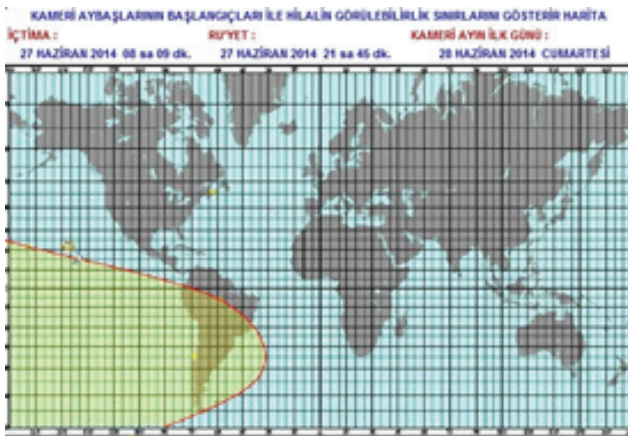 KAMERİ AYBAŞLARININ BAŞLANGIÇLARI İLE HİLALİN GÖRÜLEBİLİRLİK SINIRLARINI GÖSTERİR HARİTA
İÇTİMA : RU'YET : KAMERİ AYIN İLK GÜNÜ :
27 HAZİRAN 2014 08 sa 09 dk. 27 HAZİRAN 2014 21 sa 45 dk. 28 HAZİRAN 2014 CUMARTESİ